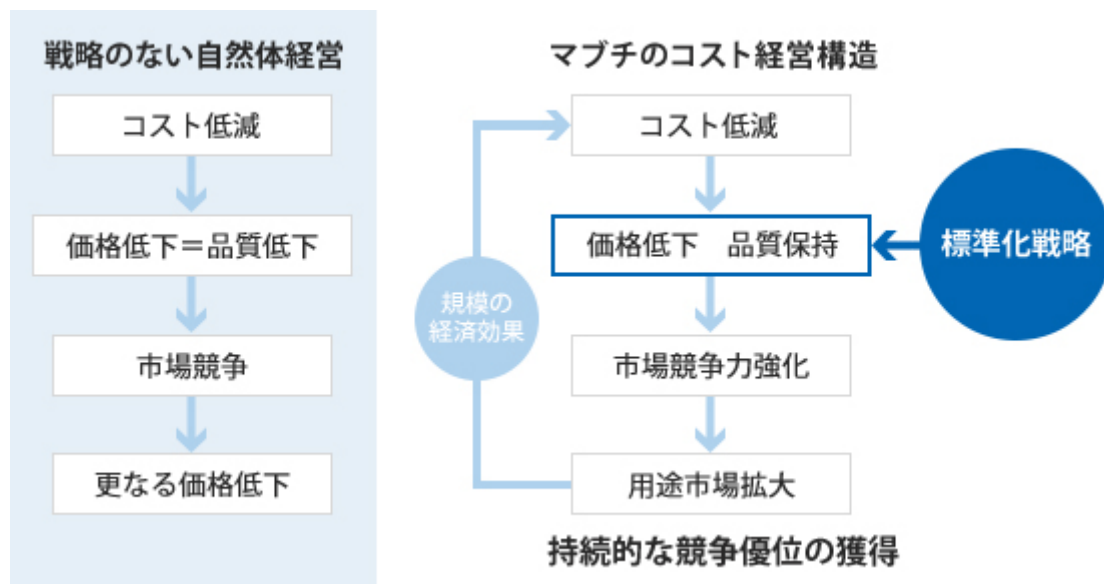 戦略のない自然体経営
コスト低減
価格低下＝品質低下
市場競争
更なる価格低下
マブチのコスト経営構造
コスト低減
価格低下　品質保持
市場競争力強化
用途市場拡大
規模の
経済効果
標準化戦略
持続的な競争優位の獲得